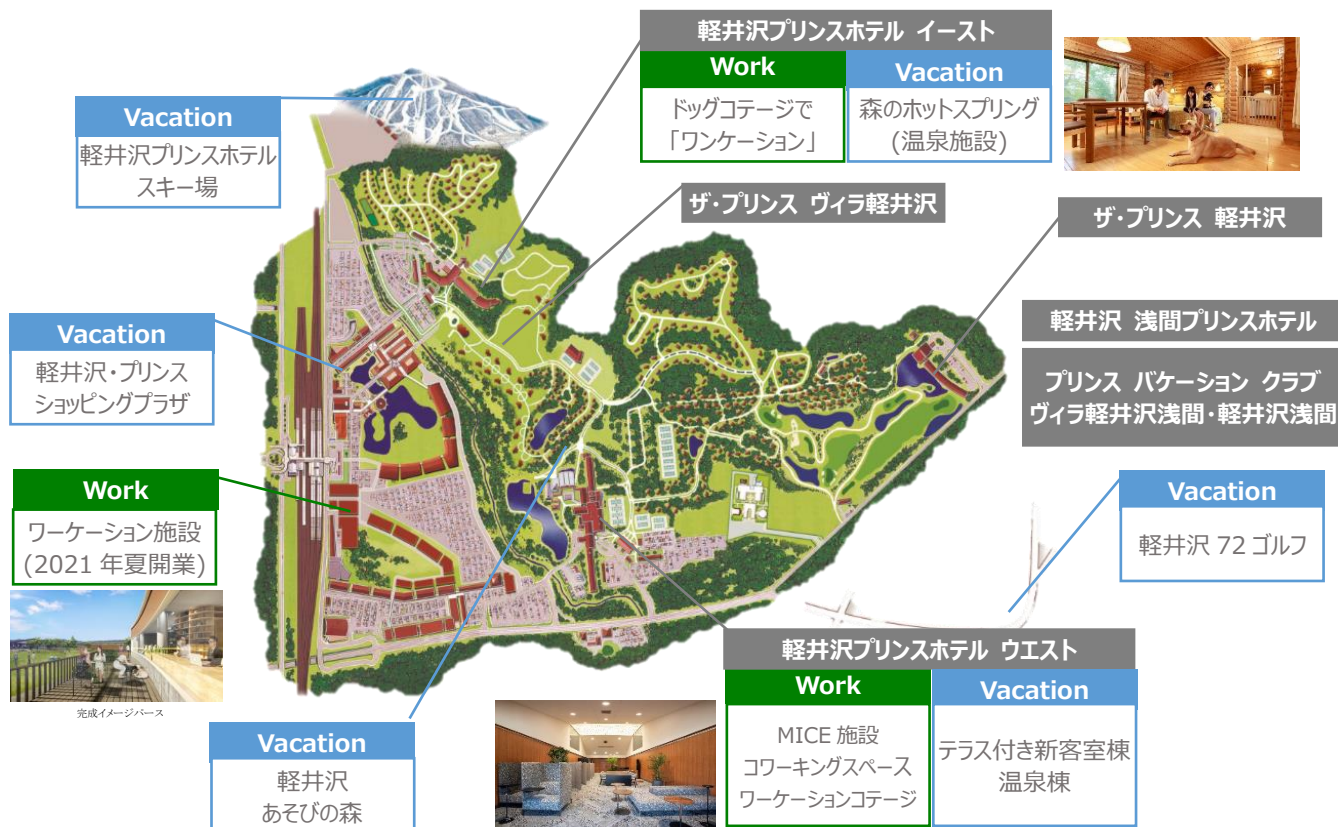 軽井沢プリンスホテル イースト
Work
ドッグコテージで
「ワンケーション」
Vacation
森のホットスプリング
(温泉施設)
Vacation
軽井沢プリンスホテル
スキー場
ザ・プリンス ヴィラ軽井沢
ザ・プリンス 軽井沢
軽井沢 浅間プリンスホテル
プリンス バケーション クラブ
ヴィラ軽井沢浅間・軽井沢浅間
Vacation
軽井沢・プリンス
ショッピングプラザ
Work
ワーケーション施設
(2021 年夏開業)
完成イメージパース
Vacation
軽井沢 72 ゴルフ
軽井沢プリンスホテル ウエスト
Work
MICE 施設
コワーキングスペース
ワーケーションコテージ
Vacation
テラス付き新客室棟
温泉棟
Vacation
軽井沢
あそびの森